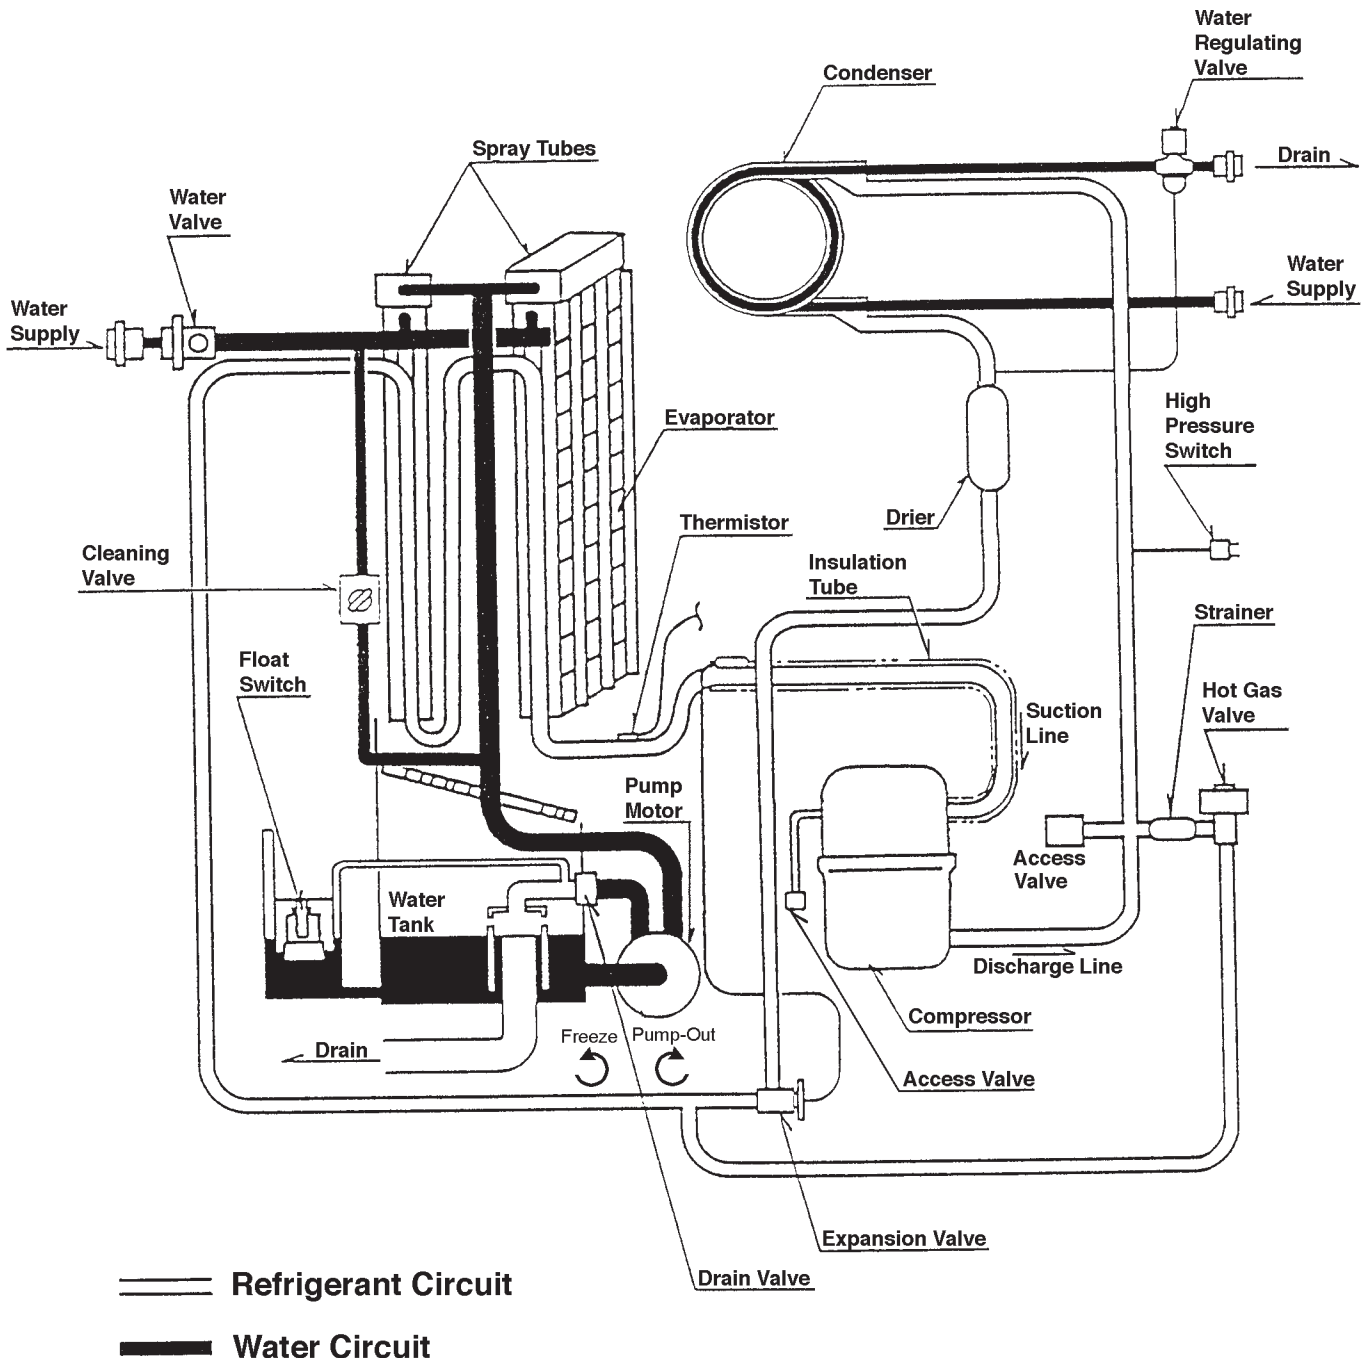 Water
Regulating
Valve
Condenser
Drain
Spray Tubes
Water
Valve
Water
Supply
Water
Supply
High
Pressure
Switch
Evaporator
Thermistor
Drier
Insulation
Tube
Cleaning
Valve
Strainer
Float
Switch
Hot Gas
Valve
Suction
Line
Pump
Motor
Access
Valve
Water
Tank
Discharge Line
Compressor
Freeze
Pump-Out
Drain
Access Valve
Expansion Valve
Drain Valve
Refrigerant Circuit
Water Circuit